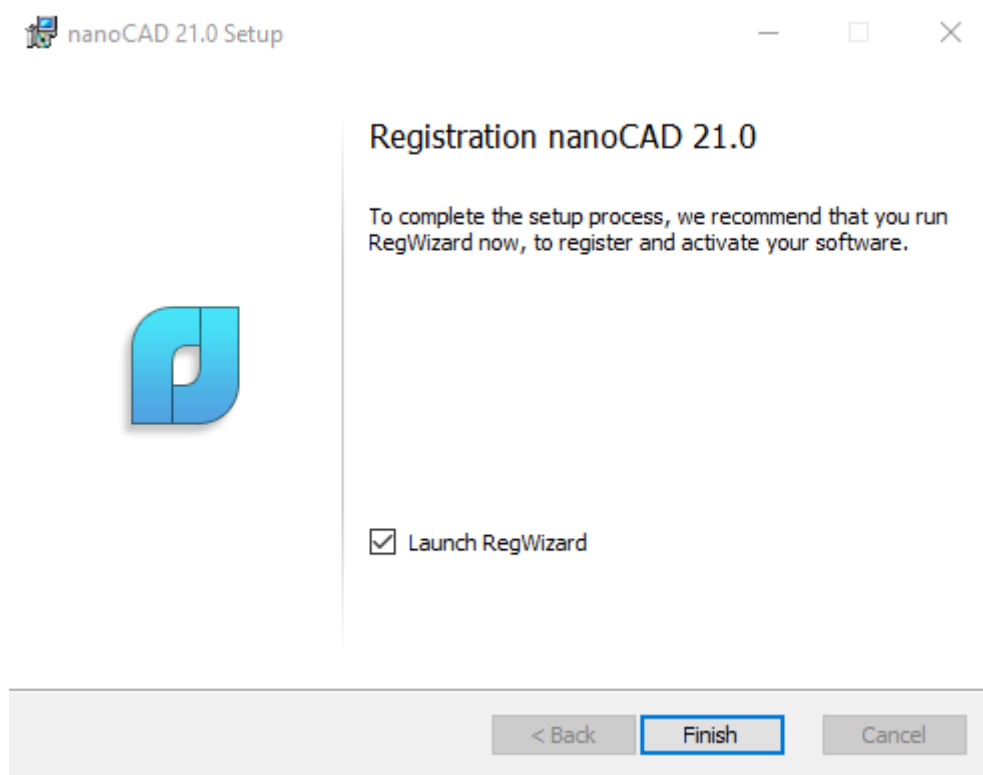 nanoCAD 21.0 Setup
Registration nanoCAD 21.0
To complete the setup process, we recommend that you run
RegWizard now, to register and activate your software.
Launch RegWizard
< Back
Finish
Cancel